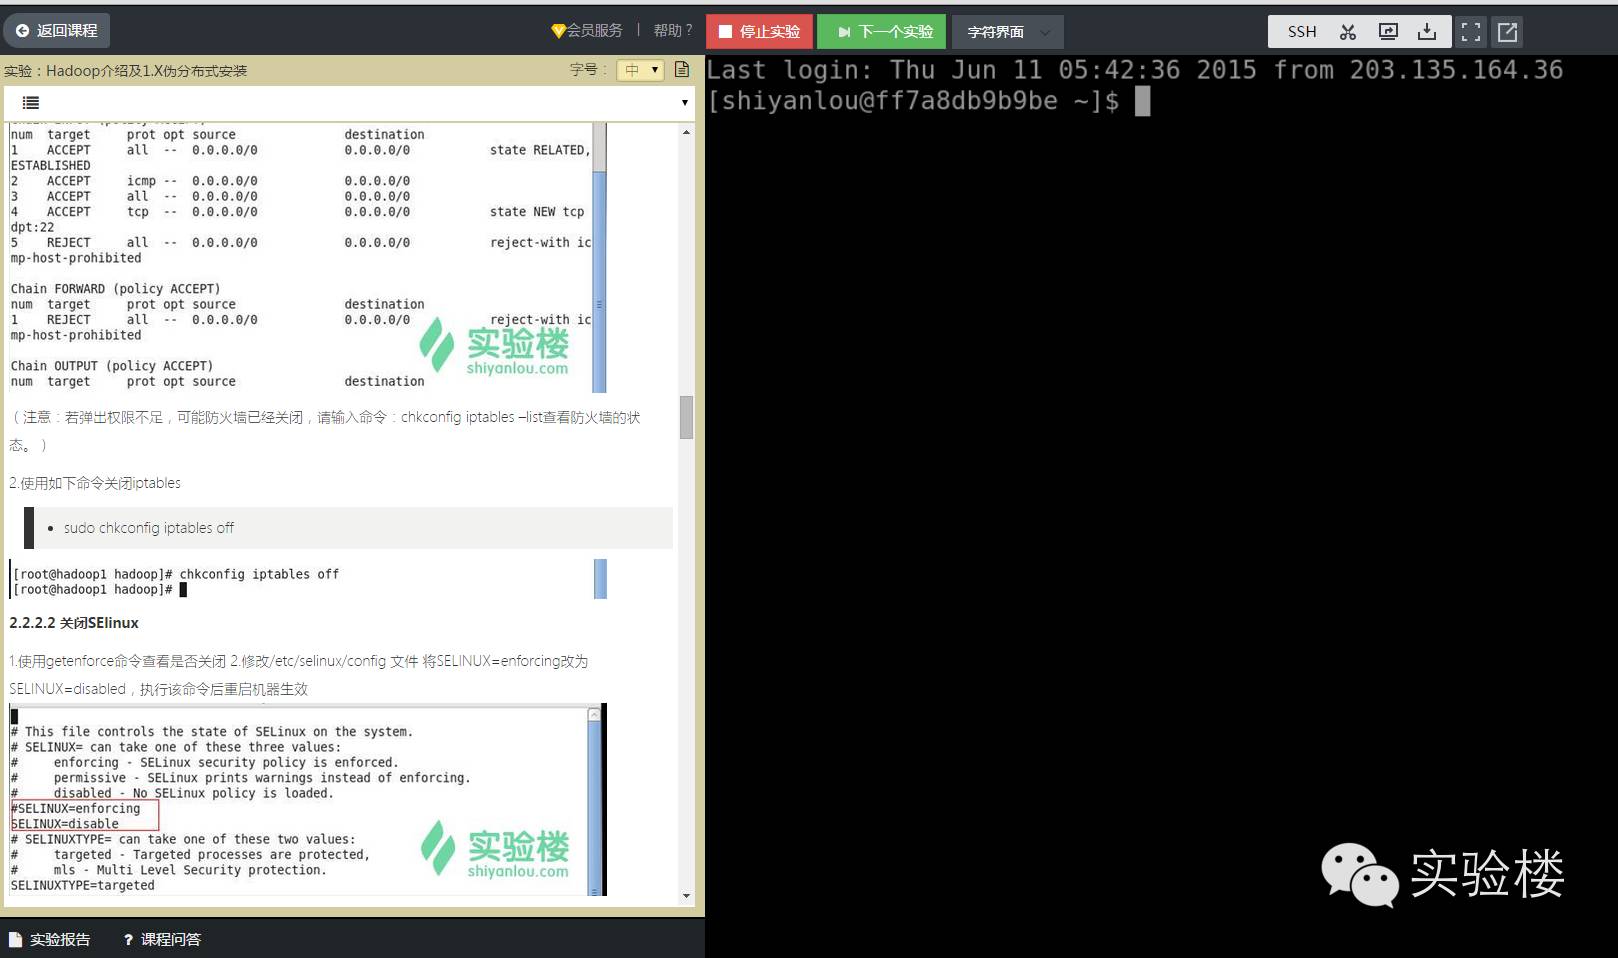 返回课程
会员服务 | 帮助 ?
停止实验
下一个实验
字符界面
SSH
实验：Hadoop介绍及1.X伪分布式安装
字号： 中
num  target     prot opt source               destination
1    ACCEPT     all  --  0.0.0.0/0            0.0.0.0/0           state RELATED,
ESTABLISHED
2    ACCEPT     icmp --  0.0.0.0/0            0.0.0.0/0
3    ACCEPT     all  --  0.0.0.0/0            0.0.0.0/0
4    ACCEPT     tcp  --  0.0.0.0/0            0.0.0.0/0           state NEW tcp
dpt:22
5    REJECT     all  --  0.0.0.0/0            0.0.0.0/0           reject-with ic
mp-host-prohibited
Chain FORWARD (policy ACCEPT)
num  target     prot opt source               destination
1    REJECT     all  --  0.0.0.0/0            0.0.0.0/0           reject-with ic
mp-host-prohibited
实验楼
shiyanlou.com
Chain OUTPUT (policy ACCEPT)
num  target     prot opt source               destination
（ 注意：若弹出权限不足，可能防火墙已经关闭，请输入命令：chkconfig iptables –list查看防火墙的状
态。 ）
2.使用如下命令关闭iptables
• sudo chkconfig iptables off
[root@hadoop1 hadoop]# chkconfig iptables off
[root@hadoop1 hadoop]#
2.2.2.2 关闭SElinux
1.使用getenforce命令查看是否关闭 2.修改/etc/selinux/config 文件 将SELINUX=enforcing改为
SELINUX=disabled，执行该命令后重启机器生效
# This file controls the state of SELinux on the system.
# SELINUX= can take one of these three values:
#     enforcing - SELinux security policy is enforced.
#     permissive - SELinux prints warnings instead of enforcing.
#     disabled - No SELinux policy is loaded.
#SELINUX=enforcing
SELINUX=disable
# SELINUXTYPE= can take one of these two values:
#     targeted - Targeted processes are protected,
#     mls - Multi Level Security protection.
SELINUXTYPE=targeted
实验楼
shiyanlou.com
实验报告
? 课程问答
Last login: Thu Jun 11 05:42:36 2015 from 203.135.164.36
[shiyanlou@ff7a8db9b9be ~]$
实验楼